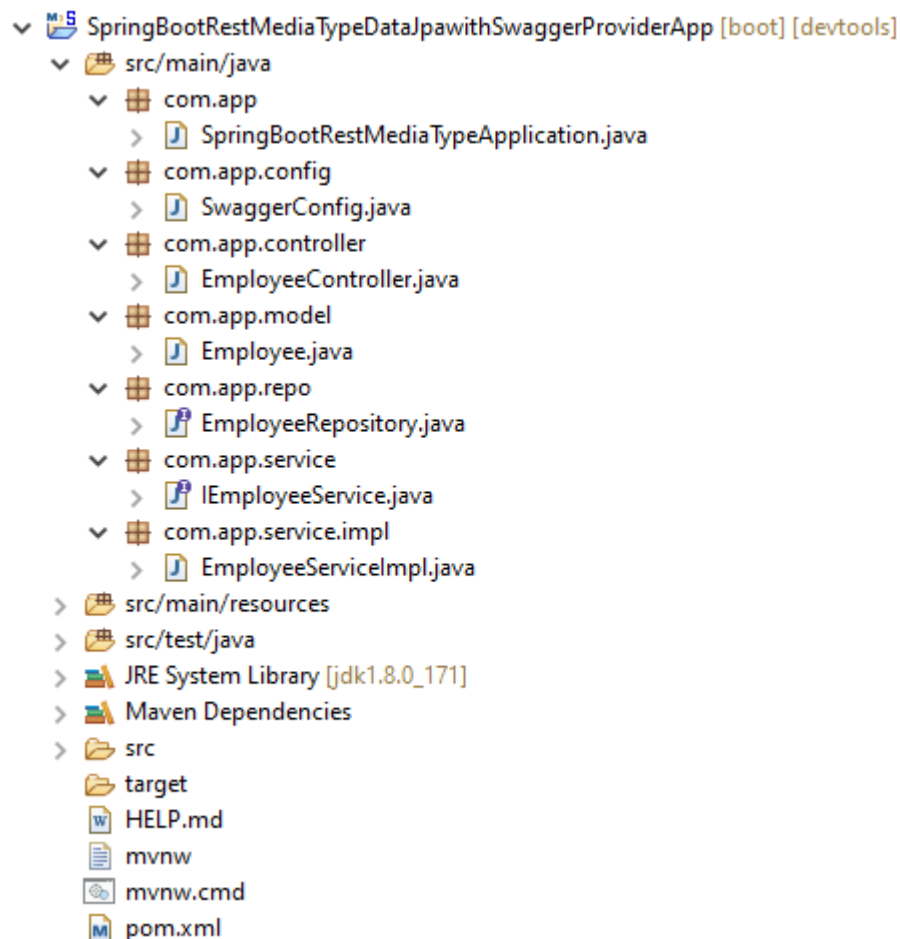 SpringBootRestMediaTypeDataJpawithSwaggerProviderApp [boot] [devtools]
src/main/java
com.app
SpringBootRestMediaTypeApplication.java
com.app.config
SwaggerConfig.java
com.app.controller
EmployeeController.java
com.app.model
Employee.java
com.app.repo
EmployeeRepository.java
com.app.service
IEmployeeService.java
com.app.service.impl
EmployeeServiceImpl.java
src/main/resources
src/test/java
JRE System Library [jdk1.8.0_171]
Maven Dependencies
src
target
HELP.md
mvnw
mvnw.cmd
pom.xml